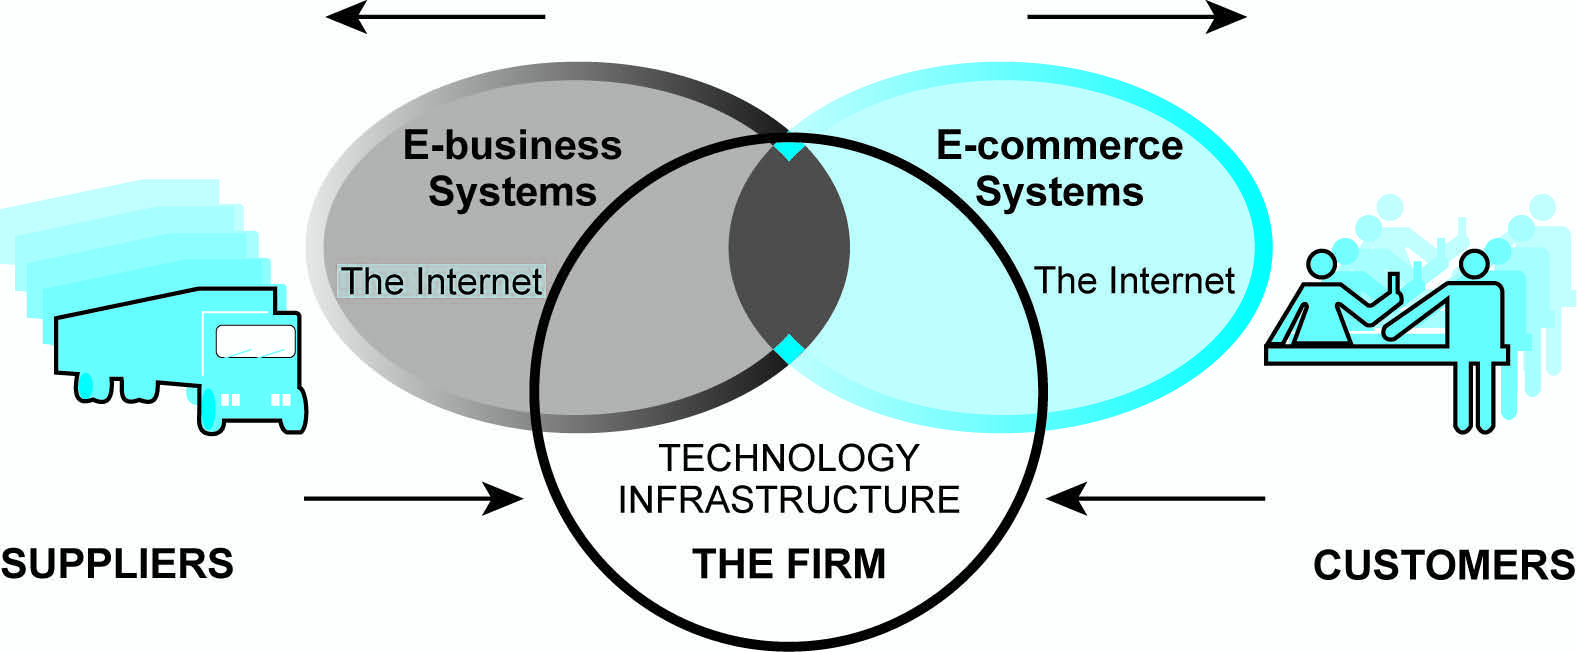 E-business
Systems
The Internet
E-commerce
Systems
The Internet
TECHNOLOGY
INFRASTRUCTURE
THE FIRM
SUPPLIERS
CUSTOMERS